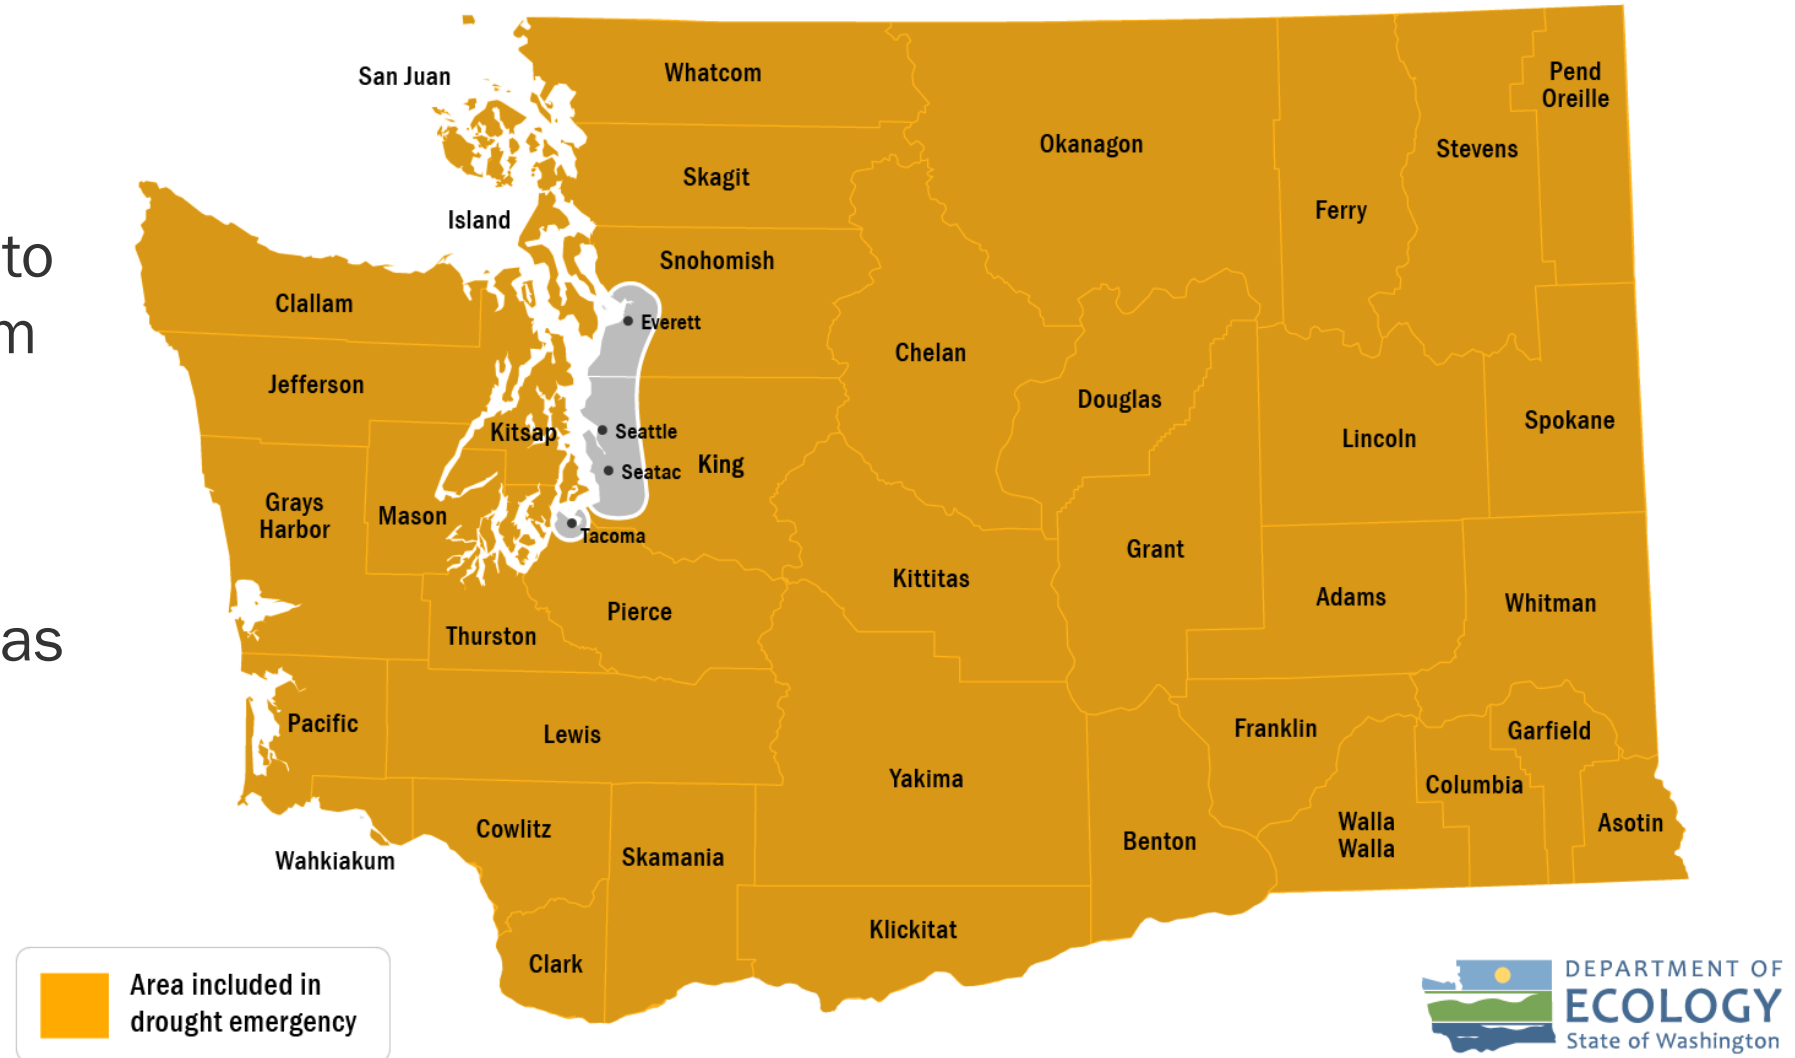 to
m
as
San Juan
Whatcom
Pend
Oreille
Okanagon
Stevens
Skagit
Ferry
Island
Snohomish
Clallam
Everett
Chelan
Jefferson
Douglas
Spokane
Kitsap
Seattle
Lincoln
Seatac
King
Grays
Harbor
Mason
Tacoma
Grant
Kittitas
Adams
Whitman
Pierce
Thurston
Pacific
Lewis
Franklin
Garfield
Yakima
Columbia
Cowlitz
Walla
Walla
Asotin
Benton
Wahkiakum
Skamania
Klickitat
Clark
Area included in
drought emergency
DEPARTMENT OF
ECOLOGY
State of Washington